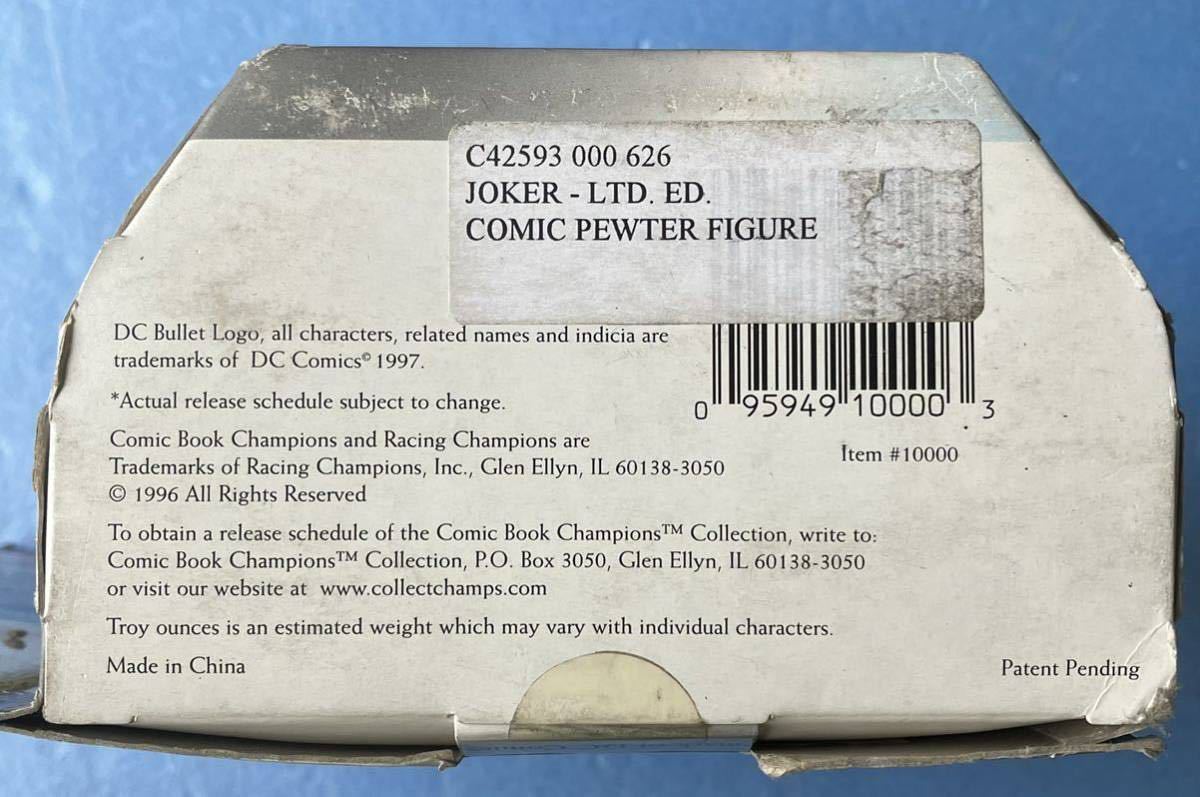 C42593 000 626
JOKER - LTD. ED.
COMIC PEWTER FIGURE
DC Bullet Logo, all characters, related names and indicia are
trademarks of DC Comics© 1997.
*Actual release schedule subject to change.
Comic Book Champions and Racing Champions are
Trademarks of Racing Champions, Inc., Glen Ellyn, IL 60138-3050
© 1996 All Rights Reserved
0 95949 10000 3
Item #10000
To obtain a release schedule of the Comic Book Champions™ Collection, write to:
Comic Book Champions™ Collection, P.O. Box 3050, Glen Ellyn, IL 60138-3050
or visit our website at www.collectchamps.com
Troy ounces is an estimated weight which may vary with individual characters.
Made in China
Patent Pending